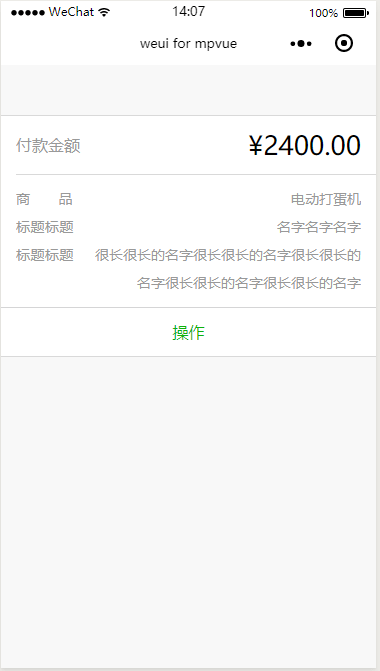 WeChat 14:07 100%
weui for mpvue
付款金额 ¥2400.00
商 品 电动打蛋机
标题标题 名字名字名字
标题标题 很长很长的名字很长很长的名字很长很长的
名字很长很长的名字很长很长的名字
操作